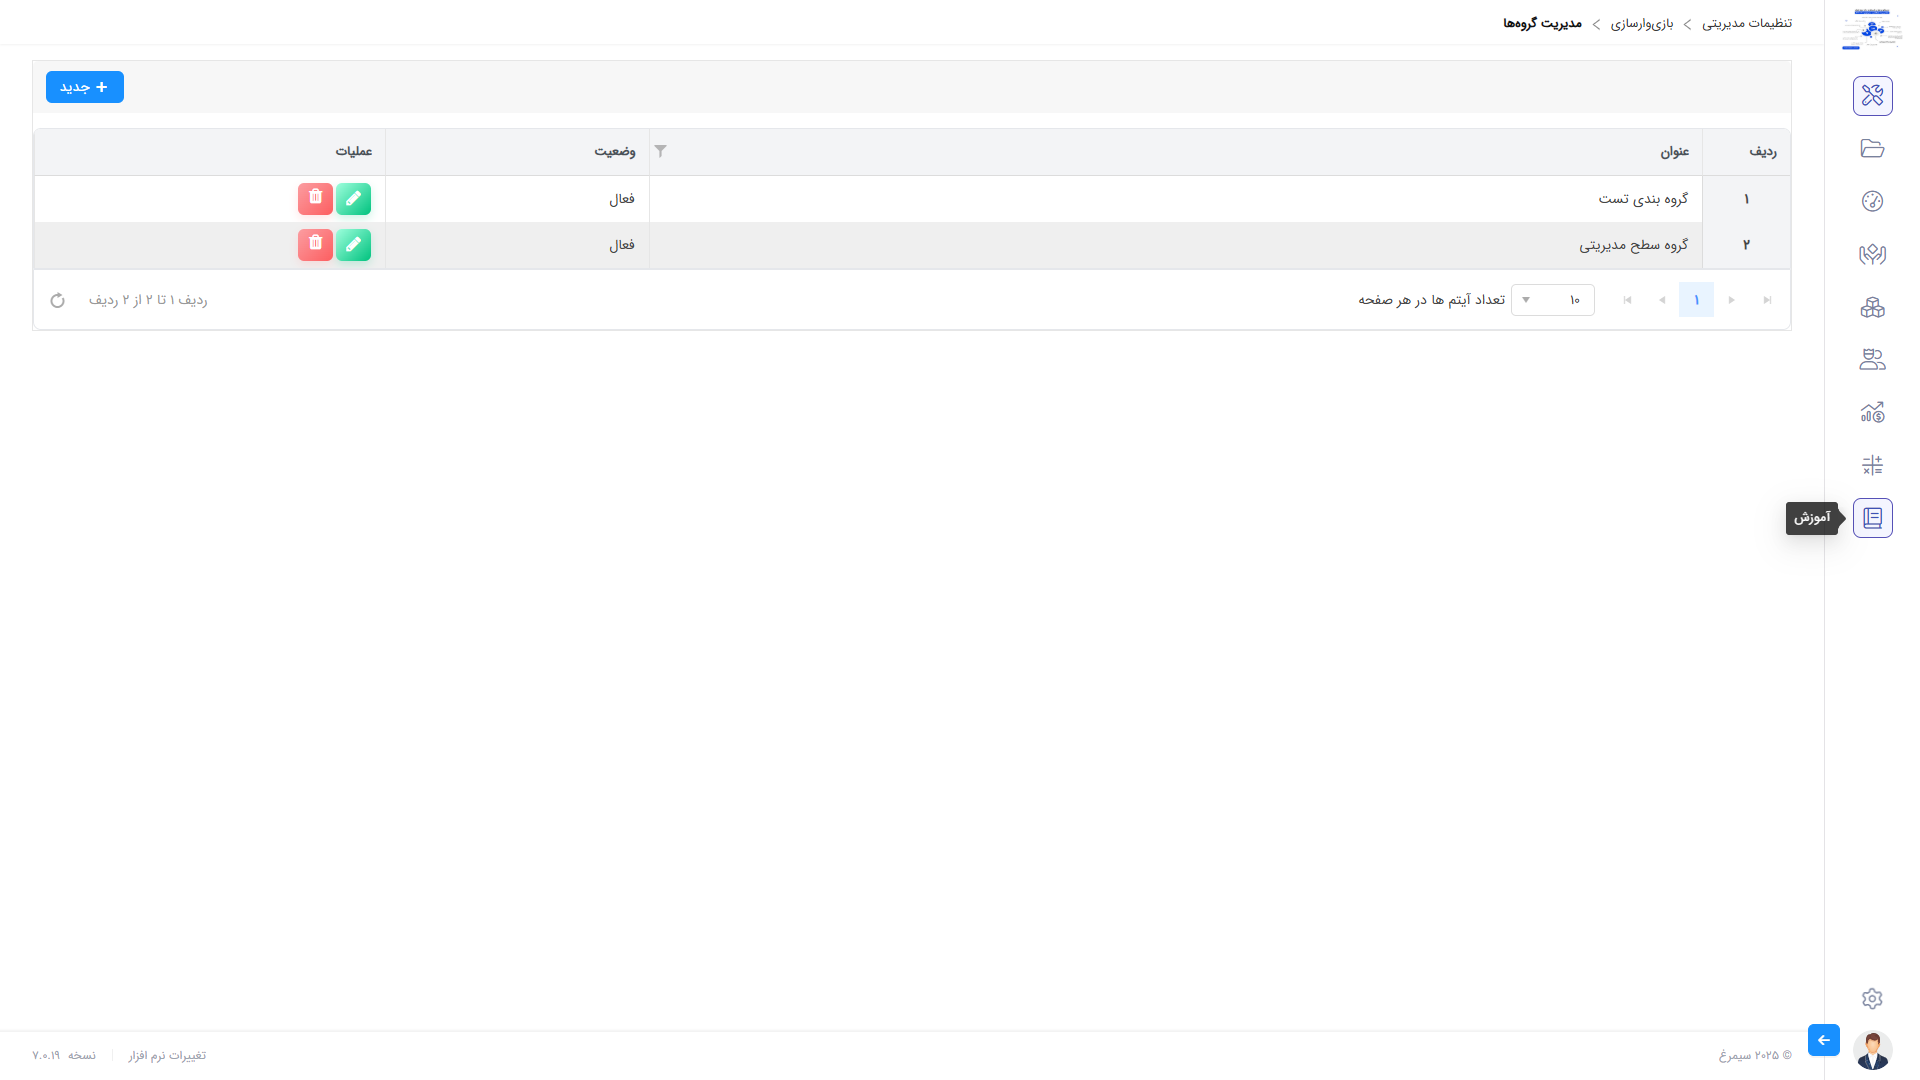 تنظیمات مدیریتی > بازی‌وارسازی > مدیریت گروه‌ها
+ جدید
ردیف عنوان وضعیت عملیات
۱ گروه بندی تست فعال
۲ گروه سطح مدیریتی فعال
۱ ۱۰ تعداد آیتم ها در هر صفحه ردیف ۱ تا ۲ از ۲ ردیف
آموزش
© ۲۰۲۵ سیمرغ تغییرات نرم افزار نسخه ۷.۰.۱۹